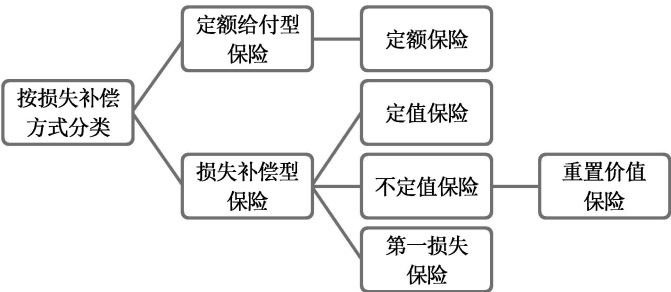 按损失补偿
方式分类
定额给付型
保险
定额保险
损失补偿型
保险
定值保险
不定值保险
重置价值
保险
第一损失
保险